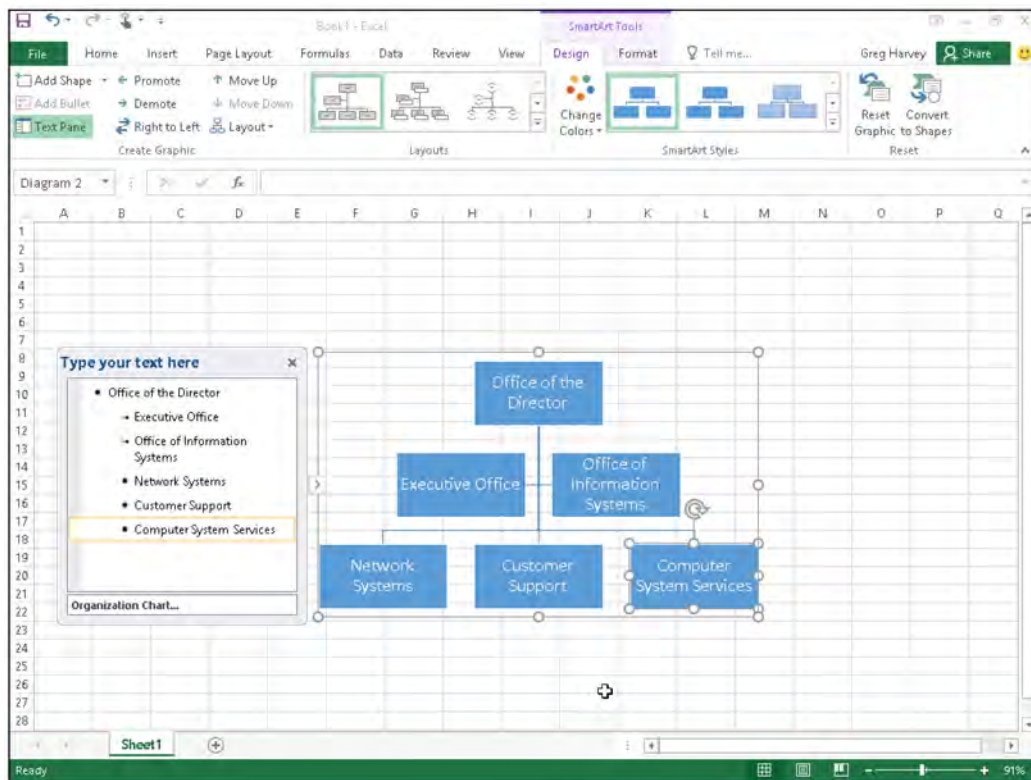 Book1 - Excel
SmartArt Tools
File Home Insert Page Layout Formulas Data Review View Design Format Tell me... Greg Harvey Share
Add Shape Promote Move Up
Add Bullet Demote Move Down
Text Pane Right to Left Layout
Change
Colors
Reset Convert
Graphic to Shapes
Create Graphic Layouts SmartArt Styles Reset
Diagram 2 fx
A B C D E F G H I J K L M N O P Q
1
2
3
4
5
6
7
8
9
10
11
12
13
14
15
16
17
18
19
20
21
22
23
24
25
26
27
28
Type your text here
• Office of the Director
Executive Office
Office of Information
Systems
• Network Systems
• Customer Support
• Computer System Services
Organization Chart...
Office of the
Director
Executive Office
Office of
Information
Systems
Network
Systems
Customer
Support
Computer
System Services
Sheet1
Ready 91%